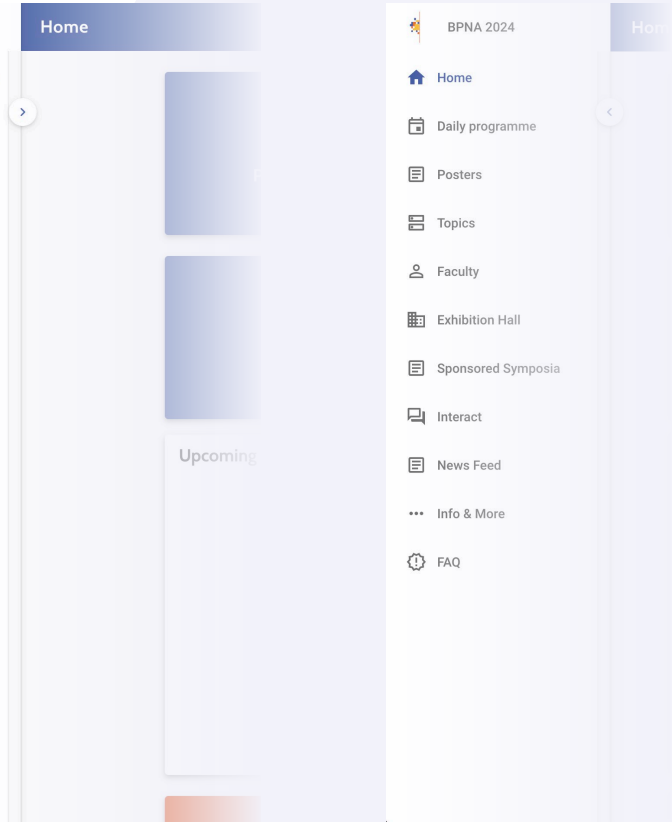 Home
Upcoming
BPNA 2024
Home
Daily programme
Posters
Topics
Faculty
Exhibition Hall
Sponsored Symposia
Interact
News Feed
Info & More
FAQ